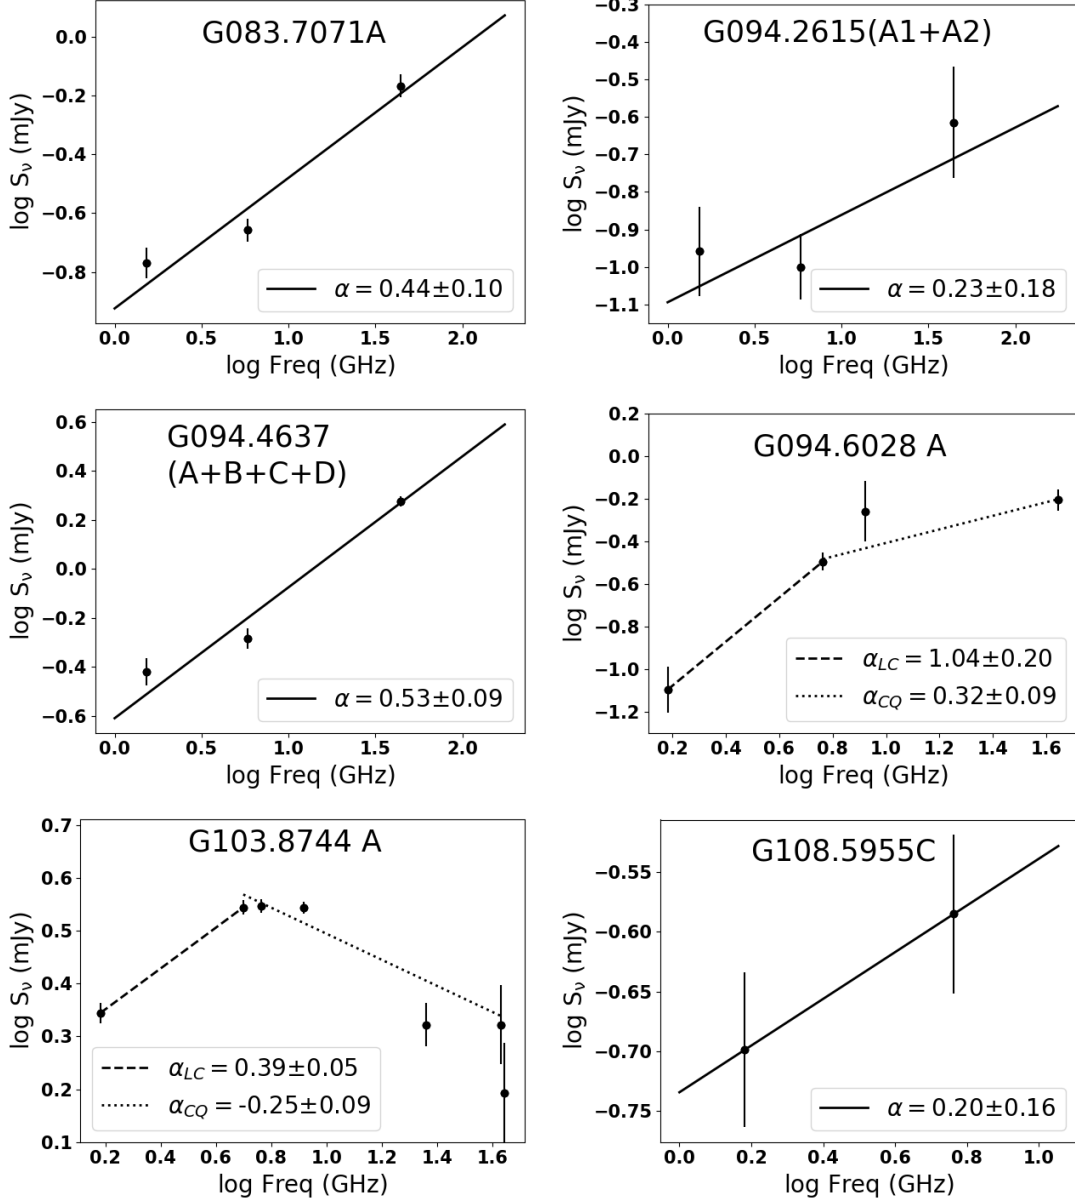 G083.7071A
0.0
−0.2
−0.4
−0.6
−0.8
log Sν (mJy)
α = 0.44±0.10
0.0 0.5 1.0 1.5 2.0
log Freq (GHz)
G094.2615(A1+A2)
−0.3
−0.4
−0.5
−0.6
−0.7
−0.8
−0.9
−1.0
−1.1
log Sν (mJy)
α = 0.23±0.18
0.0 0.5 1.0 1.5 2.0
log Freq (GHz)
G094.4637
(A+B+C+D)
0.6
0.4
0.2
0.0
−0.2
−0.4
−0.6
log Sν (mJy)
α = 0.53±0.09
0.0 0.5 1.0 1.5 2.0
log Freq (GHz)
G094.6028 A
0.2
0.0
−0.2
−0.4
−0.6
−0.8
−1.0
−1.2
log Sν (mJy)
αLC = 1.04±0.20
αCQ = 0.32±0.09
0.2 0.4 0.6 0.8 1.0 1.2 1.4 1.6
log Freq (GHz)
G103.8744 A
0.7
0.6
0.5
0.4
0.3
0.2
0.1
log Sν (mJy)
αLC = 0.39±0.05
αCQ = -0.25±0.09
0.2 0.4 0.6 0.8 1.0 1.2 1.4 1.6
log Freq (GHz)
G108.5955C
−0.55
−0.60
−0.65
−0.70
−0.75
log Sν (mJy)
α = 0.20±0.16
0.0 0.2 0.4 0.6 0.8 1.0
log Freq (GHz)